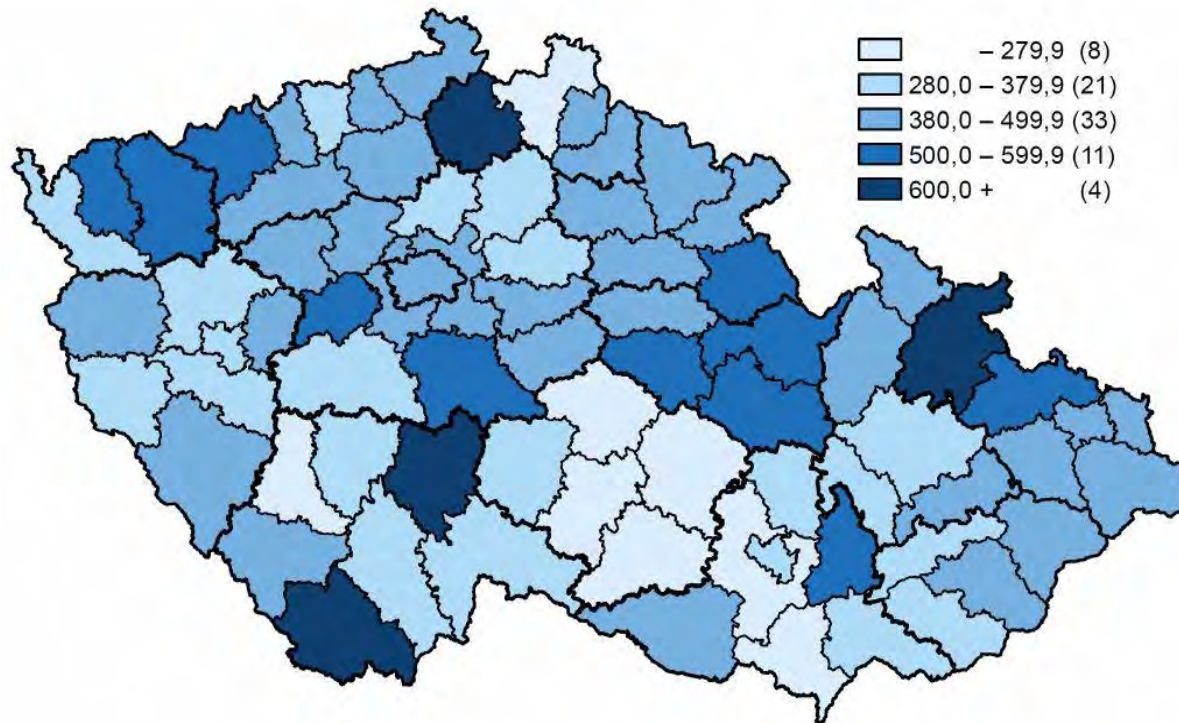 – 279,9 (8)
280,0 – 379,9 (21)
380,0 – 499,9 (33)
500,0 – 599,9 (11)
600,0 + (4)